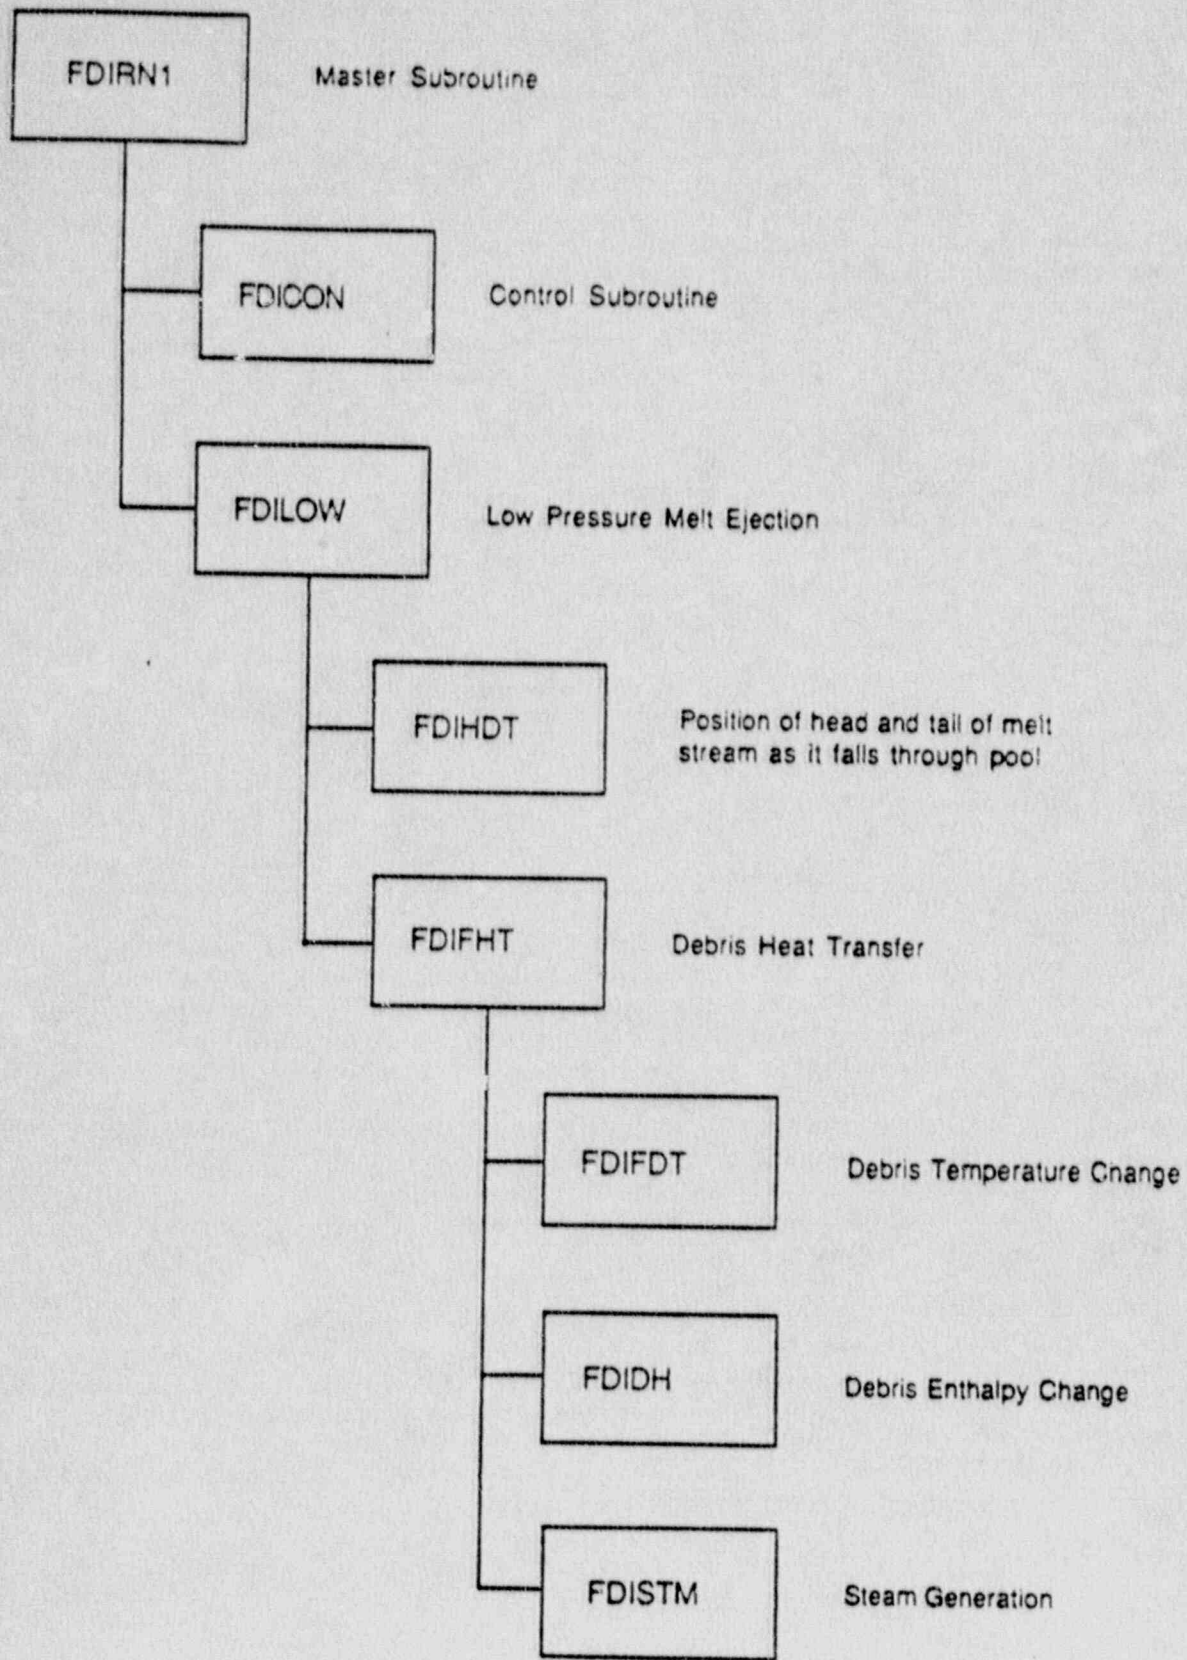 FDIRN1
Master Subroutine
FDICON
Control Subroutine
FDILOW
Low Pressure Melt Ejection
FDIHDT
Position of head and tail of melt
stream as it falls through pool
FDIFHT
Debris Heat Transfer
FDIFDT
Debris Temperature Change
FDIDH
Debris Enthalpy Change
FDISTM
Steam Generation